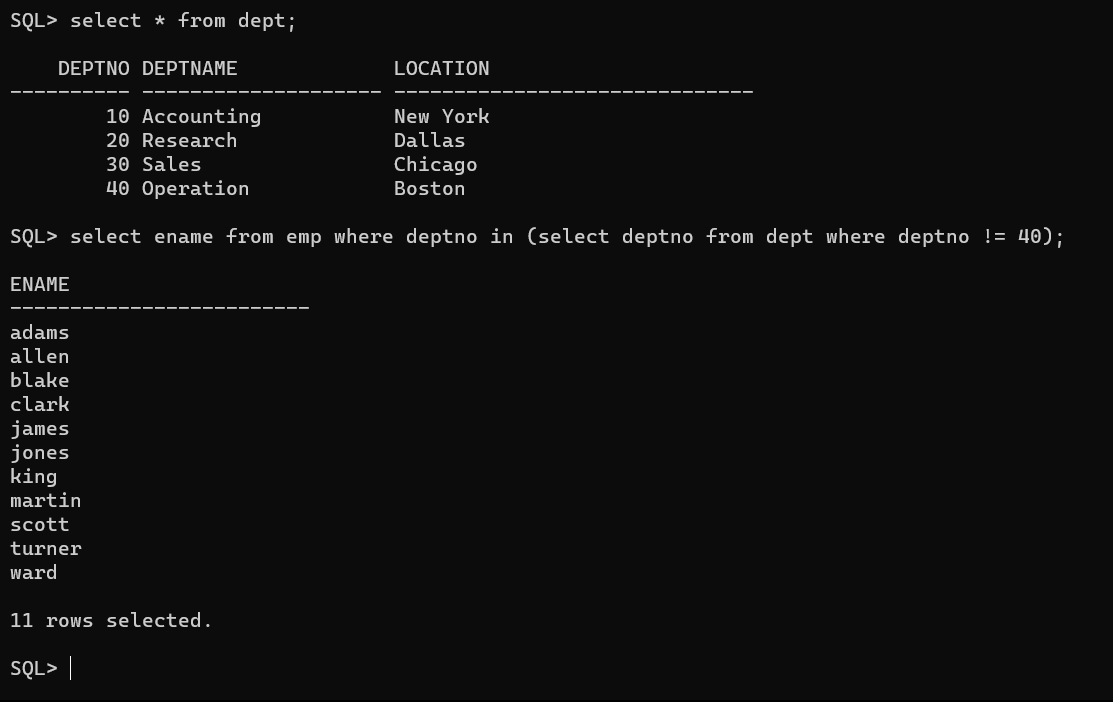 SQL> select * from dept;
    DEPTNO DEPTNAME             LOCATION
---------- -------------------- ------------------------------
        10 Accounting           New York
        20 Research             Dallas
        30 Sales                Chicago
        40 Operation            Boston
SQL> select ename from emp where deptno in (select deptno from dept where deptno != 40);
ENAME
-------------------------
adams
allen
blake
clark
james
jones
king
martin
scott
turner
ward
11 rows selected.
SQL>